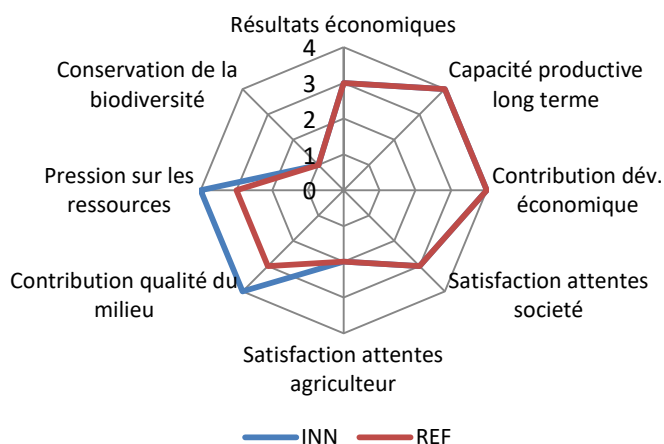 Résultats économiques
4
3
2
1
0
Capacité productive
long terme
Contribution dév.
économique
Satisfaction attentes
societé
Satisfaction attentes
agriculteur
Contribution qualité du
milieu
Pression sur les
ressources
Conservation de la
biodiversité
INN
REF